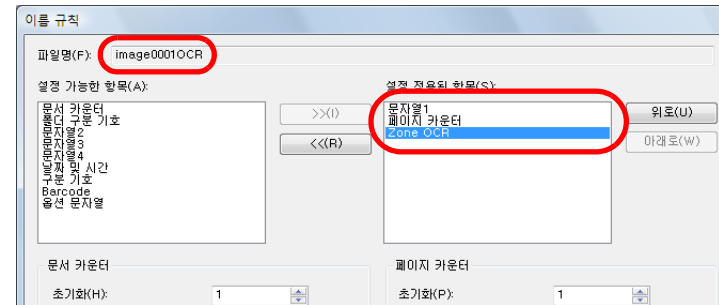 이름 규칙
파일명(F): image0001OCR
설정 가능한 항목(A):
문서 카운터
폴더 구분 기호
문자열2
문자열3
문자열4
날짜 및 시간
구분 기호
Barcode
옵션 문자열
>>(I)
<<(R)
설정 적용된 항목(S):
문자열1
페이지 카운터
Zone OCR
위로(U)
아래로(W)
문서 카운터
초기화(H): 1
페이지 카운터
초기화(P): 1